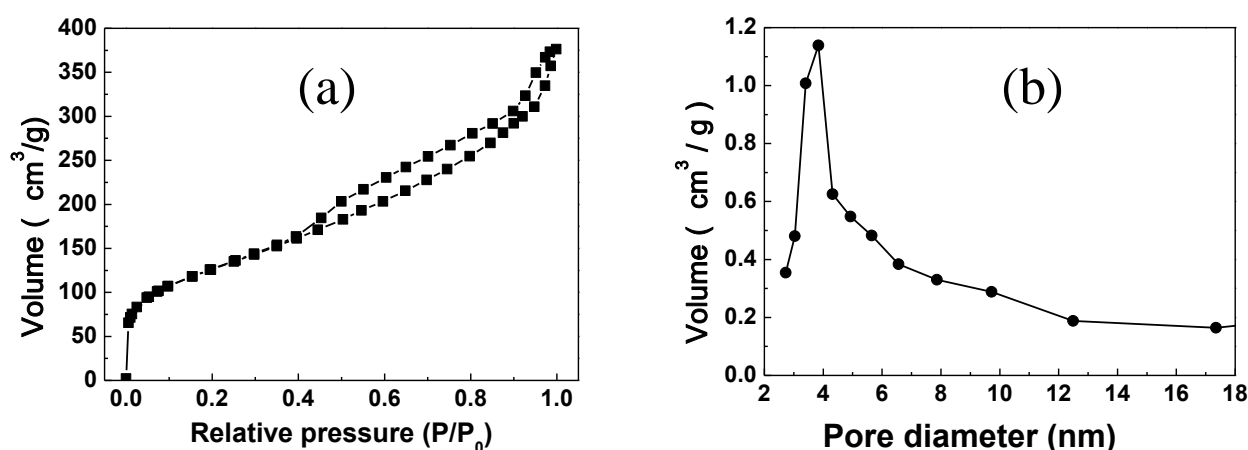 (a)
Volume ( cm³/g)
400
350
300
250
200
150
100
50
0
0.0 0.2 0.4 0.6 0.8 1.0
Relative pressure (P/P₀)
(b)
Volume ( cm³ / g )
1.2
1.0
0.8
0.6
0.4
0.2
0.0
2 4 6 8 10 12 14 16 18
Pore diameter (nm)